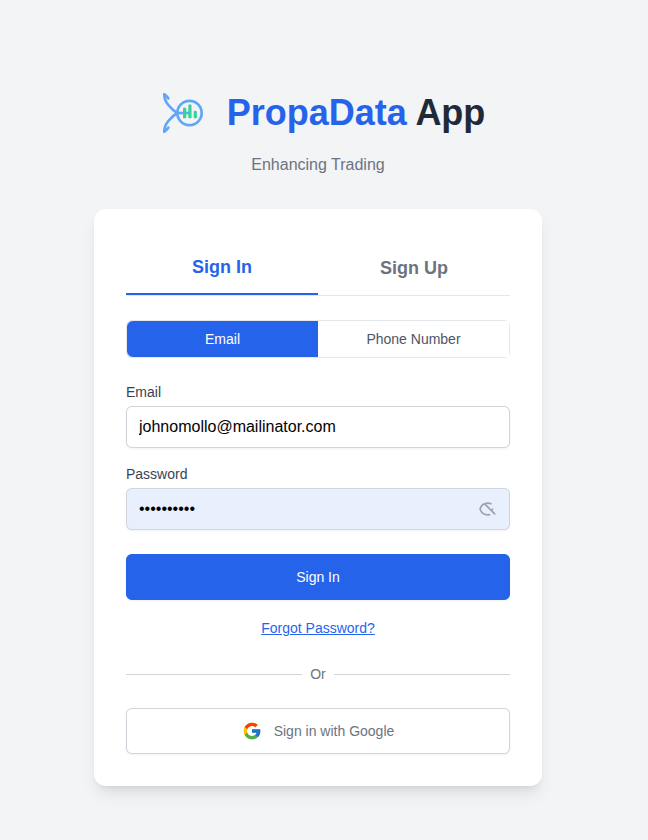 PropaData App
Enhancing Trading
Sign In Sign Up
Email Phone Number
Email
johnomollo@mailinator.com
Password
••••••••••
Sign In
Forgot Password?
Or
Sign in with Google